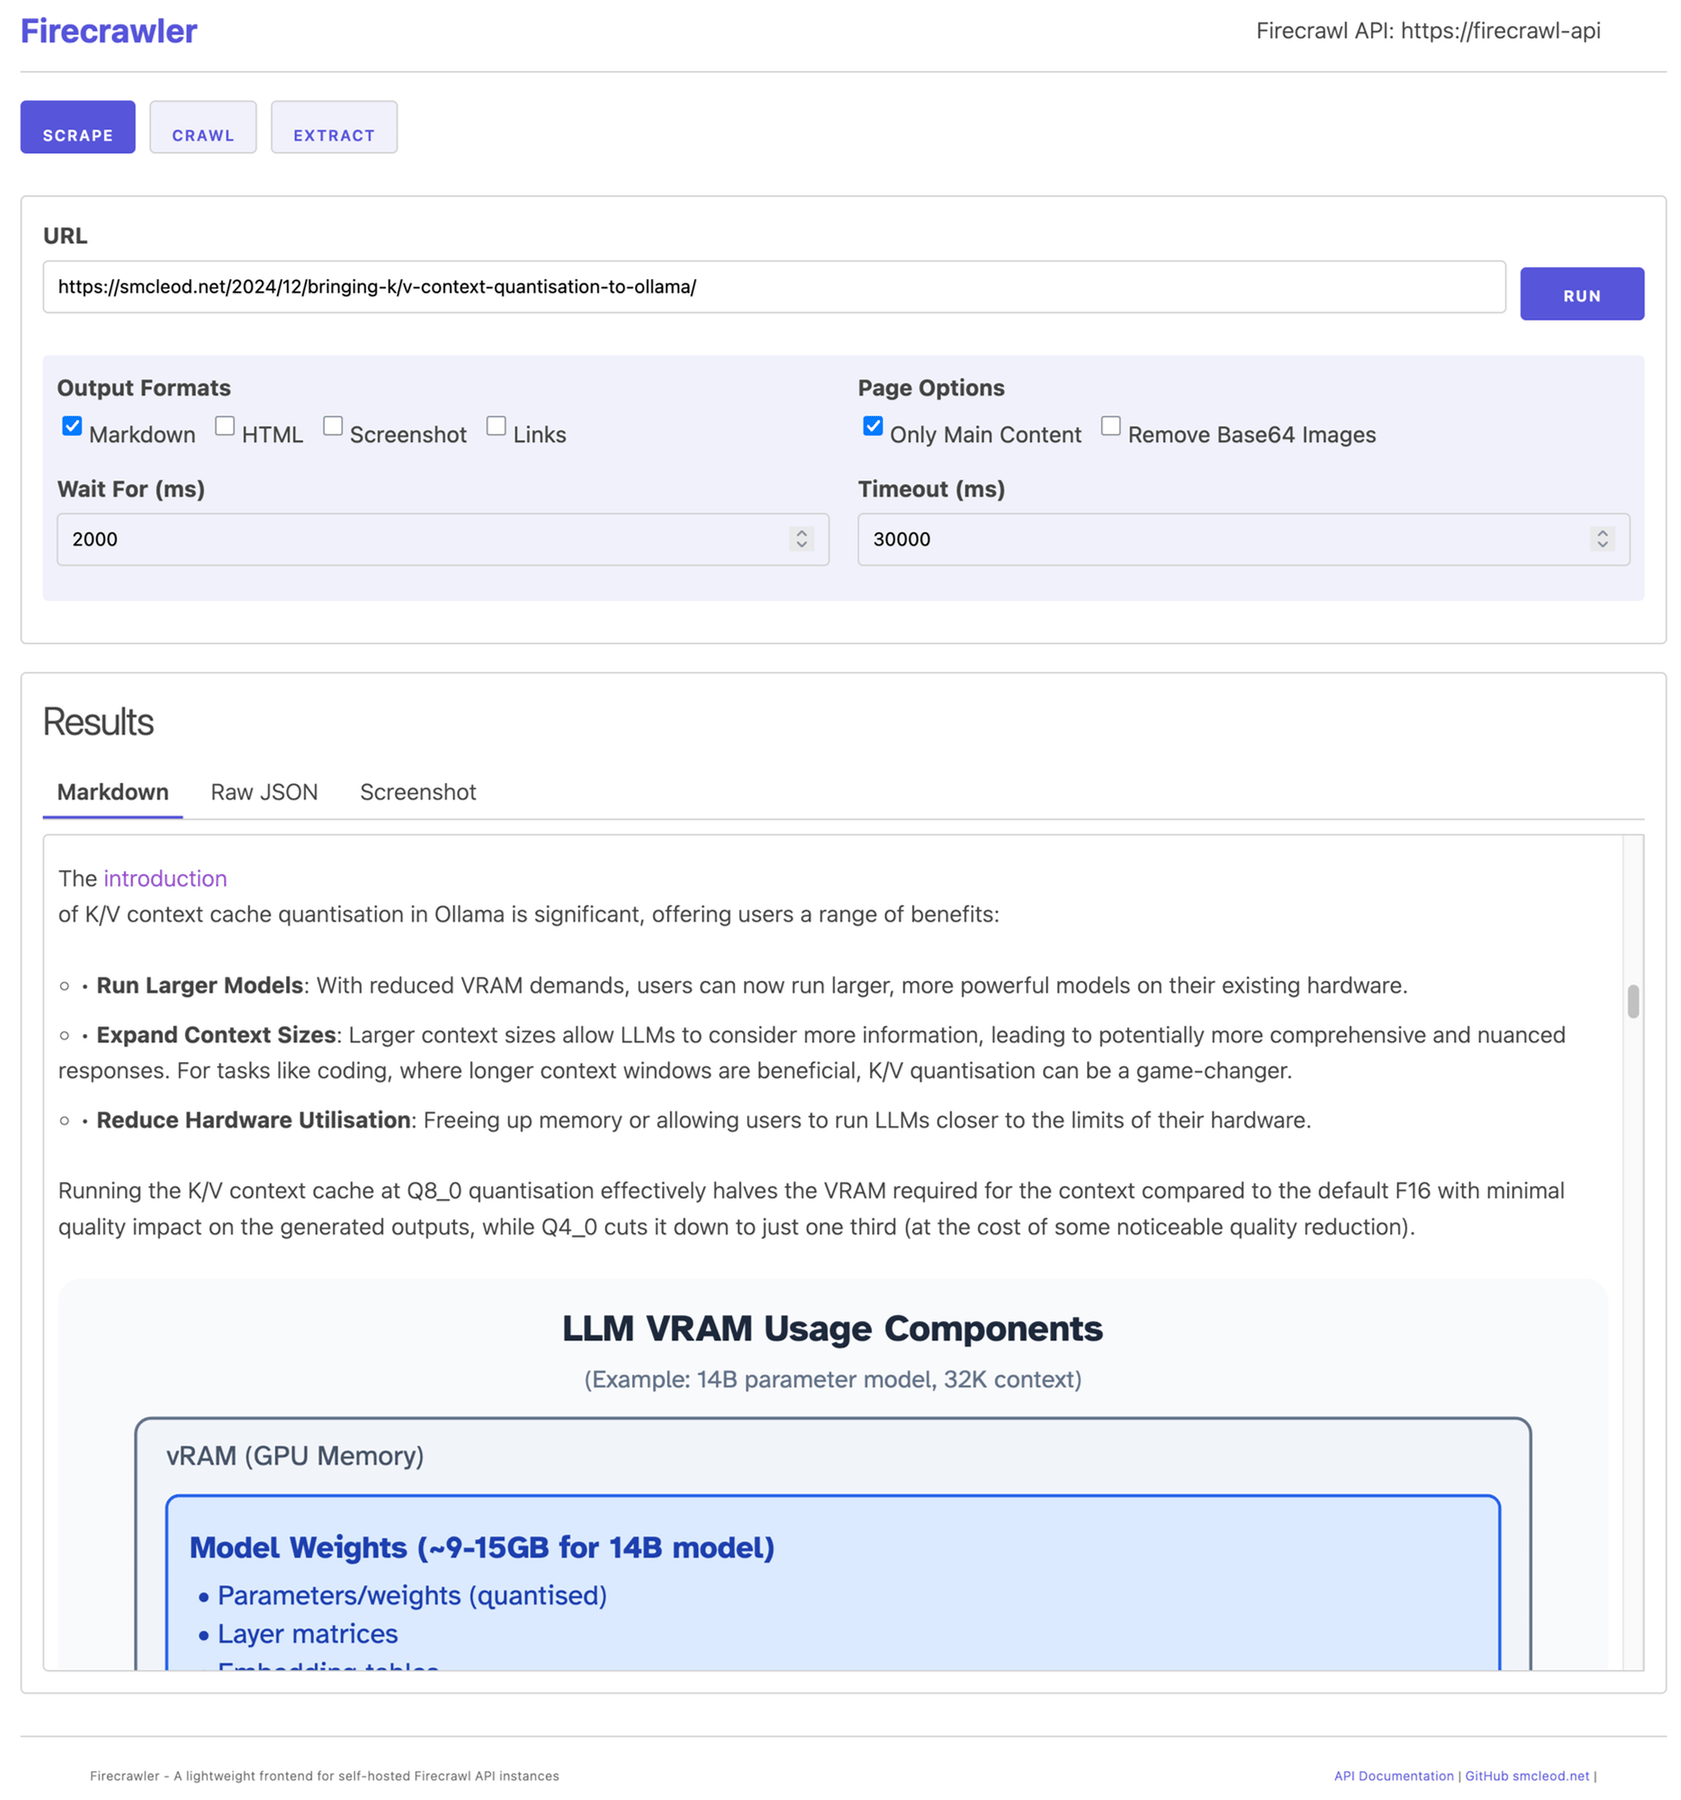 Firecrawler
Firecrawl API: https://firecrawl-api
SCRAPE
CRAWL
EXTRACT
URL
https://smcleod.net/2024/12/bringing-k/v-context-quantisation-to-ollama/
RUN
Output Formats
Markdown
HTML
Screenshot
Links
Page Options
Only Main Content
Remove Base64 Images
Wait For (ms)
2000
Timeout (ms)
30000
Results
Markdown
Raw JSON
Screenshot
The introduction
of K/V context cache quantisation in Ollama is significant, offering users a range of benefits:
○ • Run Larger Models: With reduced VRAM demands, users can now run larger, more powerful models on their existing hardware.
○ • Expand Context Sizes: Larger context sizes allow LLMs to consider more information, leading to potentially more comprehensive and nuanced
responses. For tasks like coding, where longer context windows are beneficial, K/V quantisation can be a game-changer.
○ • Reduce Hardware Utilisation: Freeing up memory or allowing users to run LLMs closer to the limits of their hardware.
Running the K/V context cache at Q8_0 quantisation effectively halves the VRAM required for the context compared to the default F16 with minimal
quality impact on the generated outputs, while Q4_0 cuts it down to just one third (at the cost of some noticeable quality reduction).
LLM VRAM Usage Components
(Example: 14B parameter model, 32K context)
vRAM (GPU Memory)
Model Weights (~9-15GB for 14B model)
• Parameters/weights (quantised)
• Layer matrices
• Embedding tables
Firecrawler - A lightweight frontend for self-hosted Firecrawl API instances
API Documentation | GitHub smcleod.net |